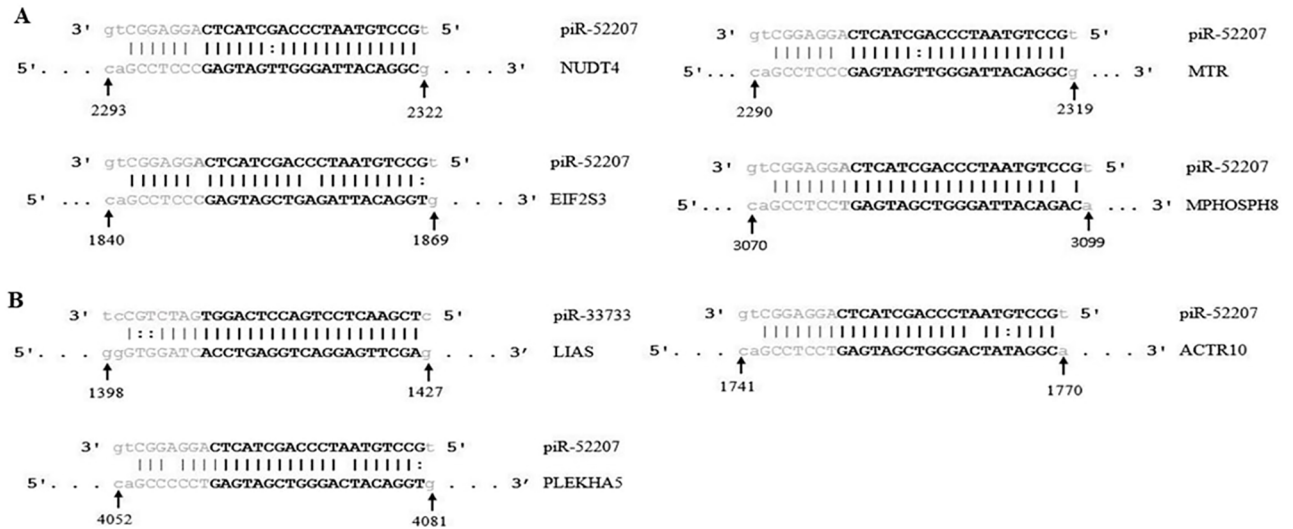 A
3' gtCGGAGGACTCATCGACCCTAATGTCCGt 5' piR-52207
|||||| ||||||:||||||||||||||
5'. . . caGCCTCCCGAGTAGTTGGGATTACAGGCg . . . 3' NUDT4
2293 2322
3' gtCGGAGGACTCATCGACCCTAATGTCCGt 5' piR-52207
|||||| ||||||:||||||||||||||
5'... caGCCTCCCGAGTAGTTGGGATTACAGGCg ... 3' MTR
2290 2319
3' gtCGGAGGACTCATCGACCCTAATGTCCGt 5' piR-52207
|||||| ||||||||| |||||||||:
5' ... caGCCTCCCGAGTAGCTGAGATTACAGGTg . . . 3' EIF2S3
1840 1869
3' gtCGGAGGACTCATCGACCCTAATGTCCGt 5' piR-52207
||||||||||||||||||||||||| |
5'... caGCCTCCTGAGTAGCTGGGATTACAGACa ... 3' MPHOSPH8
3070 3099
B
3' tcCGTCTAGTGGACTCCAGTCCTCAAGCTc 5' piR-33733
|::||||||||||||||||||||||||
5'. . . ggGTGGATCACCTGAGGTCAGGAGTTCGAg . . . 3' LIAS
1398 1427
3' gtCGGAGGACTCATCGACCCTAATGTCCGt 5' piR-52207
|||||||||||||||||| ||:||||
5'. . . caGCCTCCTGAGTAGCTGGGACTATAGGCa . . . 3' ACTR10
1741 1770
3' gtCGGAGGACTCATCGACCCTAATGTCCGt 5' piR-52207
||| |||||||||||||| ||||||:
5'. . . caGCCCCCTGAGTAGCTGGGACTACAGGTg . . . 3' PLEKHA5
4052 4081